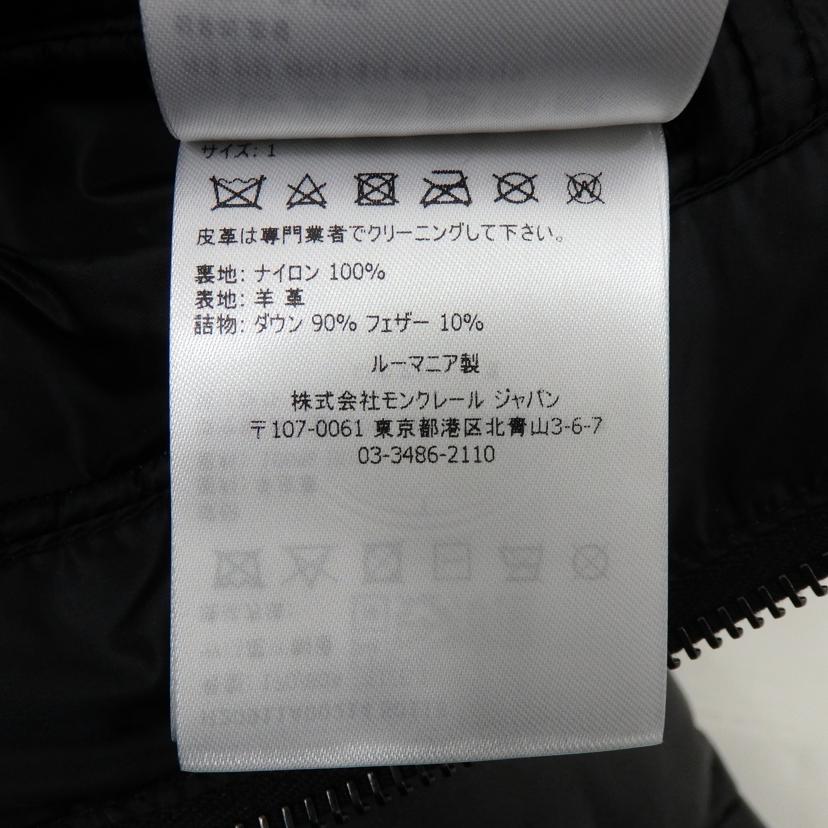 サイズ: 1
皮革は専門業者でクリーニングして下さい。
裏地: ナイロン 100%
表地: 羊 革
詰物: ダウン 90% フェザー 10%
ルーマニア製
株式会社モンクレール ジャパン
〒107-0061 東京都港区北青山3-6-7
03-3486-2110